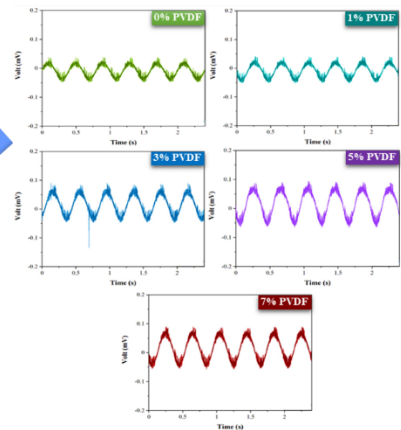 0% PVDF
0.2
0.1
0
-0.1
-0.2
Volt (mV)
0 0.5 1 1.5 2
Time (s)
1% PVDF
0.2
0.1
0
-0.1
-0.2
Volt (mV)
0 0.5 1 1.5 2
Time (s)
3% PVDF
0.2
0.1
0
-0.1
-0.2
Volt (mV)
0 0.5 1 1.5 2
Time (s)
5% PVDF
0.2
0.1
0
-0.1
-0.2
Volt (mV)
0 0.5 1 1.5 2
Time (s)
7% PVDF
0.2
0.1
0
-0.1
-0.2
Volt (mV)
0 0.5 1 1.5 2
Time (s)